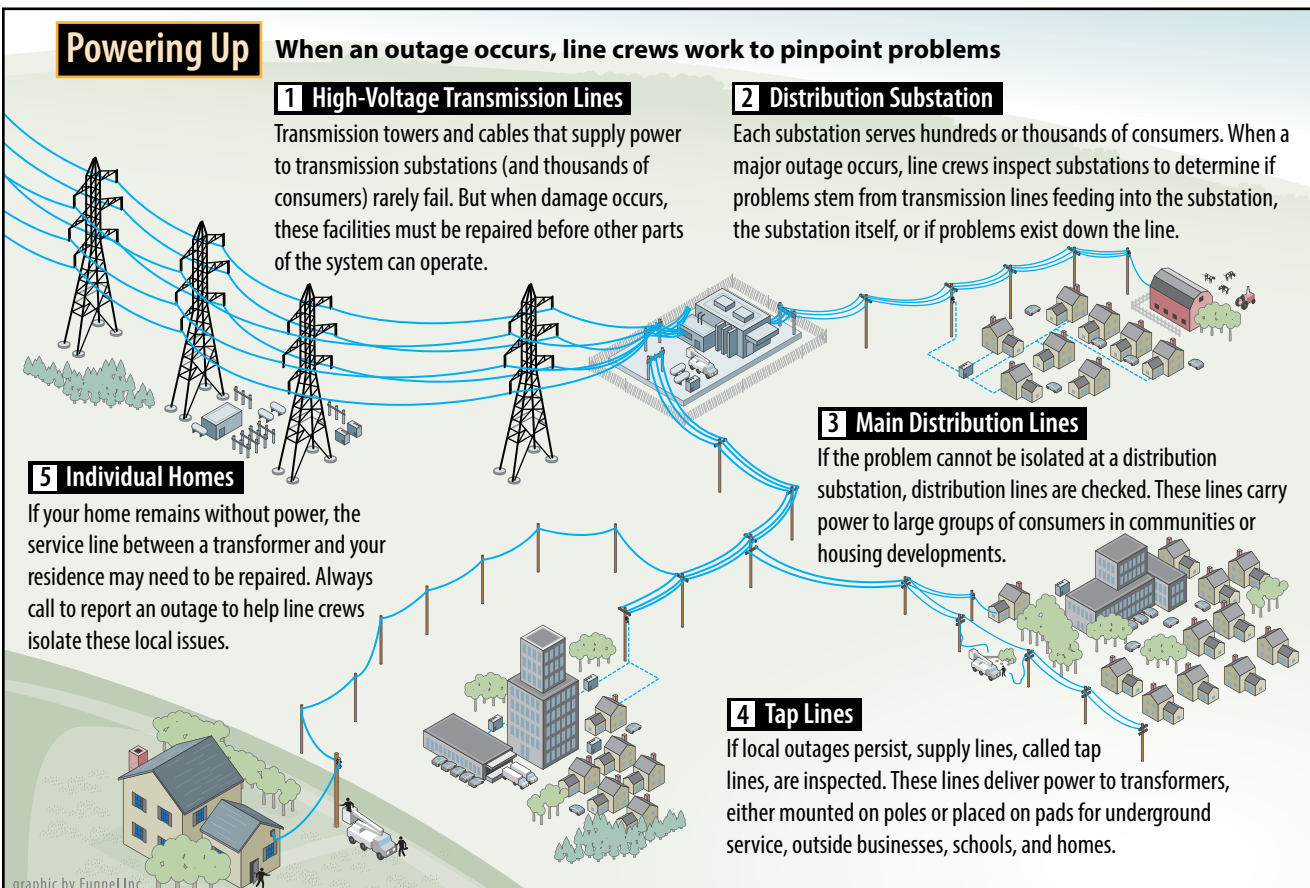 Powering Up
When an outage occurs, line crews work to pinpoint problems
1 High-Voltage Transmission Lines
Transmission towers and cables that supply power
to transmission substations (and thousands of
consumers) rarely fail. But when damage occurs,
these facilities must be repaired before other parts
of the system can operate.
2 Distribution Substation
Each substation serves hundreds or thousands of consumers. When a
major outage occurs, line crews inspect substations to determine if
problems stem from transmission lines feeding into the substation,
the substation itself, or if problems exist down the line.
3 Main Distribution Lines
If the problem cannot be isolated at a distribution
substation, distribution lines are checked. These lines carry
power to large groups of consumers in communities or
housing developments.
4 Tap Lines
If local outages persist, supply lines, called tap
lines, are inspected. These lines deliver power to transformers,
either mounted on poles or placed on pads for underground
service, outside businesses, schools, and homes.
5 Individual Homes
If your home remains without power, the
service line between a transformer and your
residence may need to be repaired. Always
call to report an outage to help line crews
isolate these local issues.
graphic by Funnel Inc.